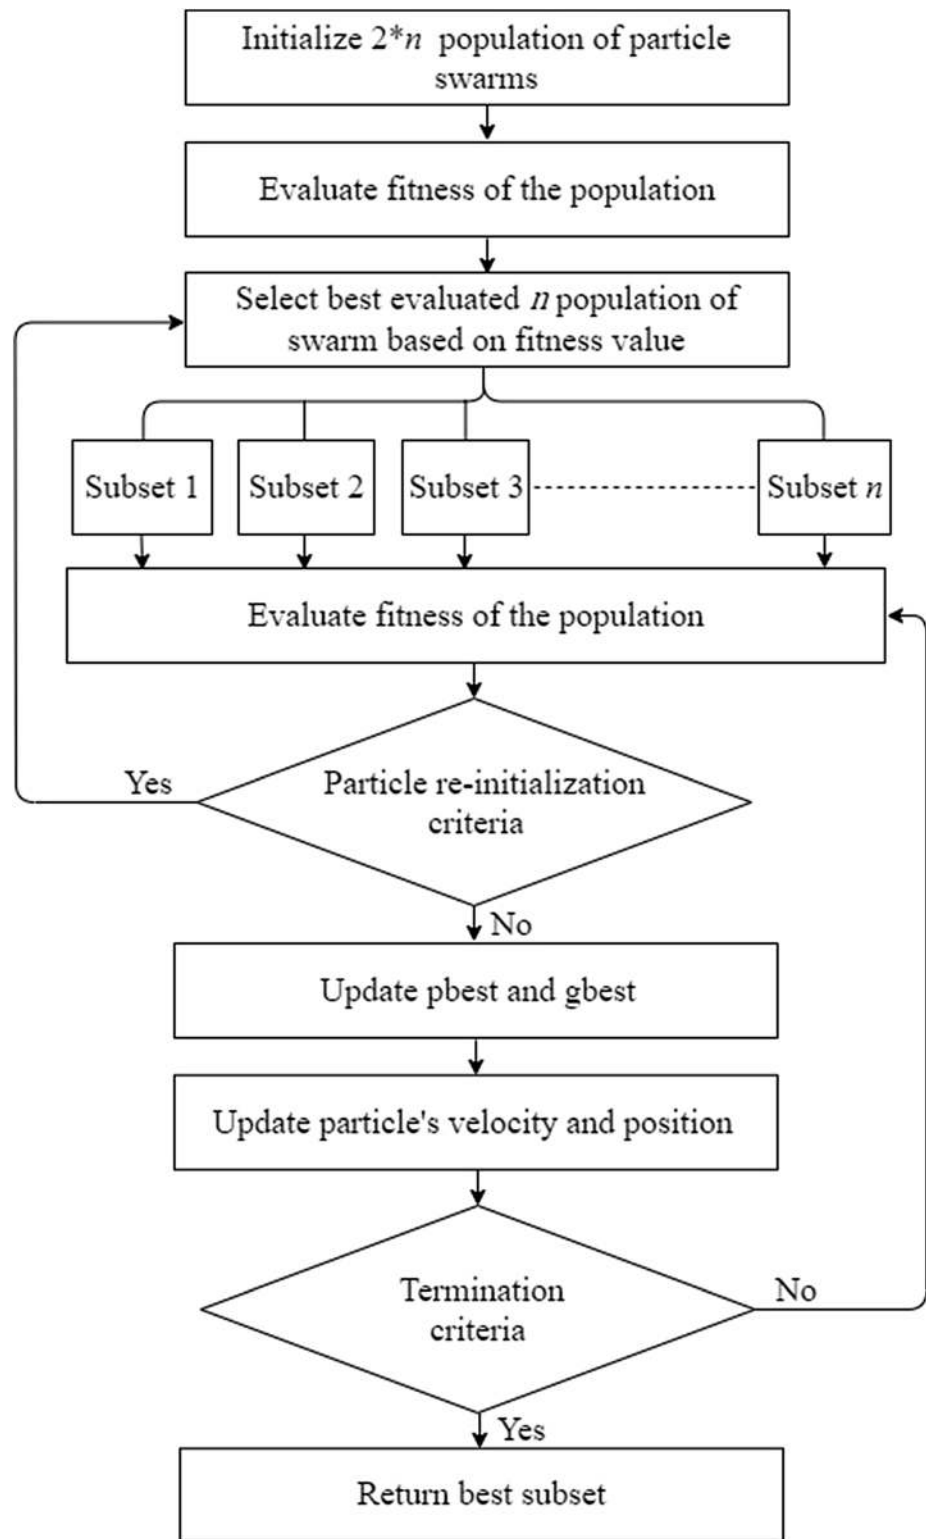 Initialize 2*n population of particle
swarms
Evaluate fitness of the population
Select best evaluated n population of
swarm based on fitness value
Subset 1
Subset 2
Subset 3
Subset n
Evaluate fitness of the population
Yes
Particle re-initialization
criteria
No
Update pbest and gbest
Update particle's velocity and position
Termination
criteria
No
Yes
Return best subset